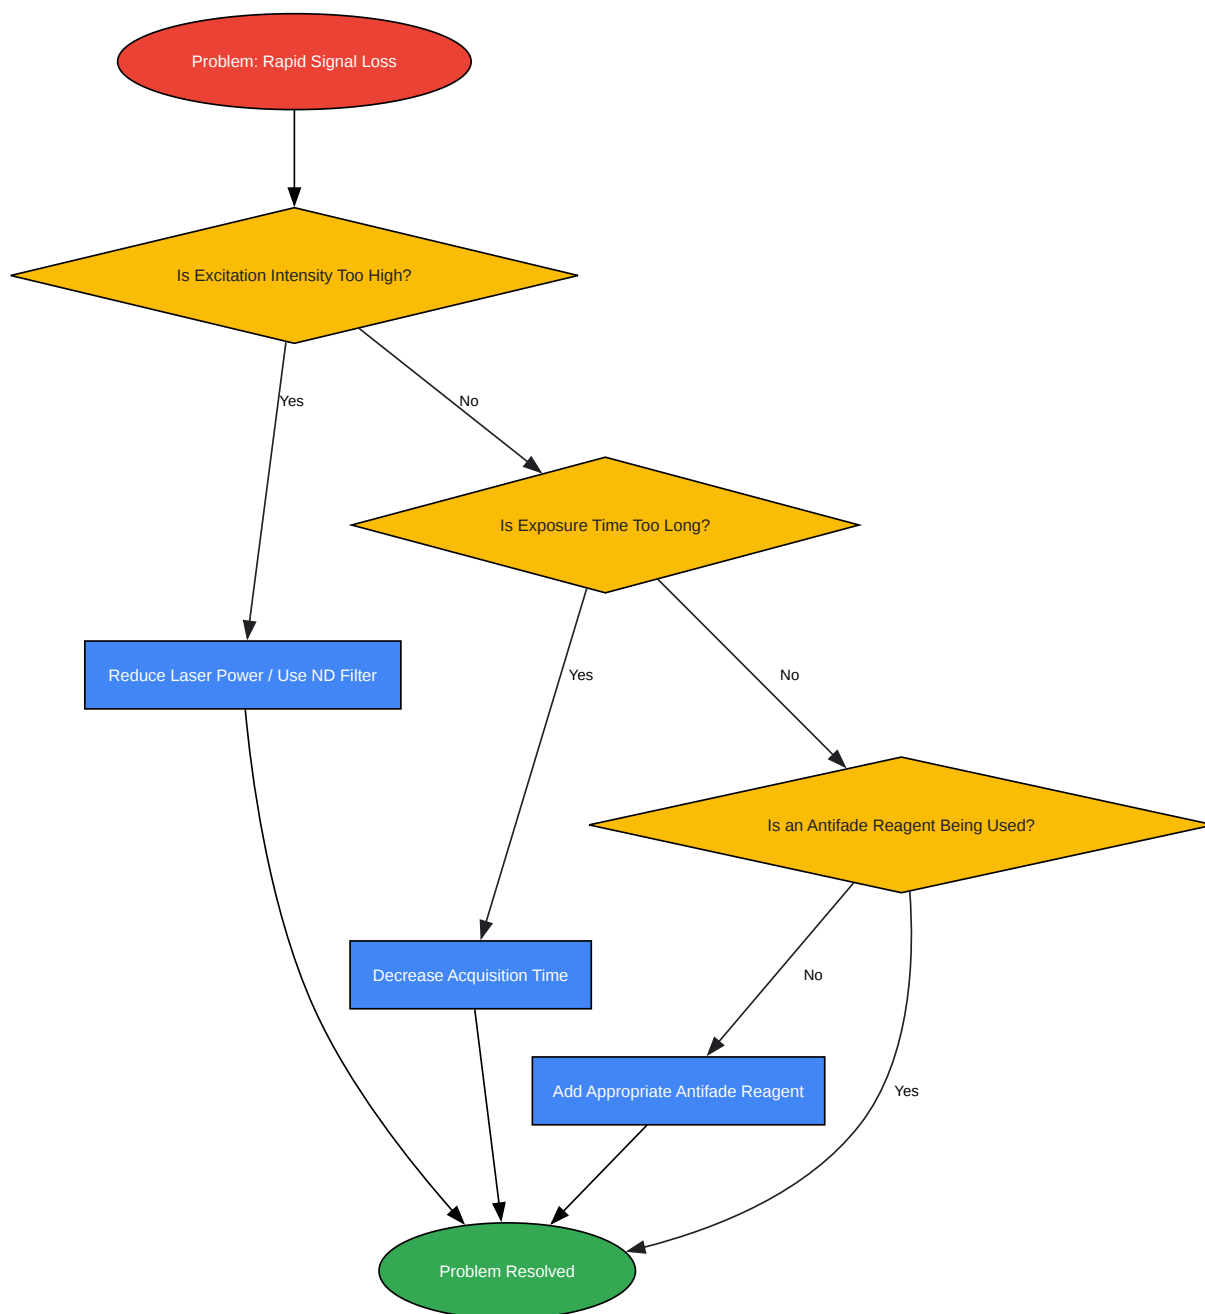 Problem: Rapid Signal Loss
Is Excitation Intensity Too High?
Yes
No
Is Exposure Time Too Long?
Reduce Laser Power / Use ND Filter
Yes
No
Is an Antifade Reagent Being Used?
Decrease Acquisition Time
No
Add Appropriate Antifade Reagent
Yes
Problem Resolved